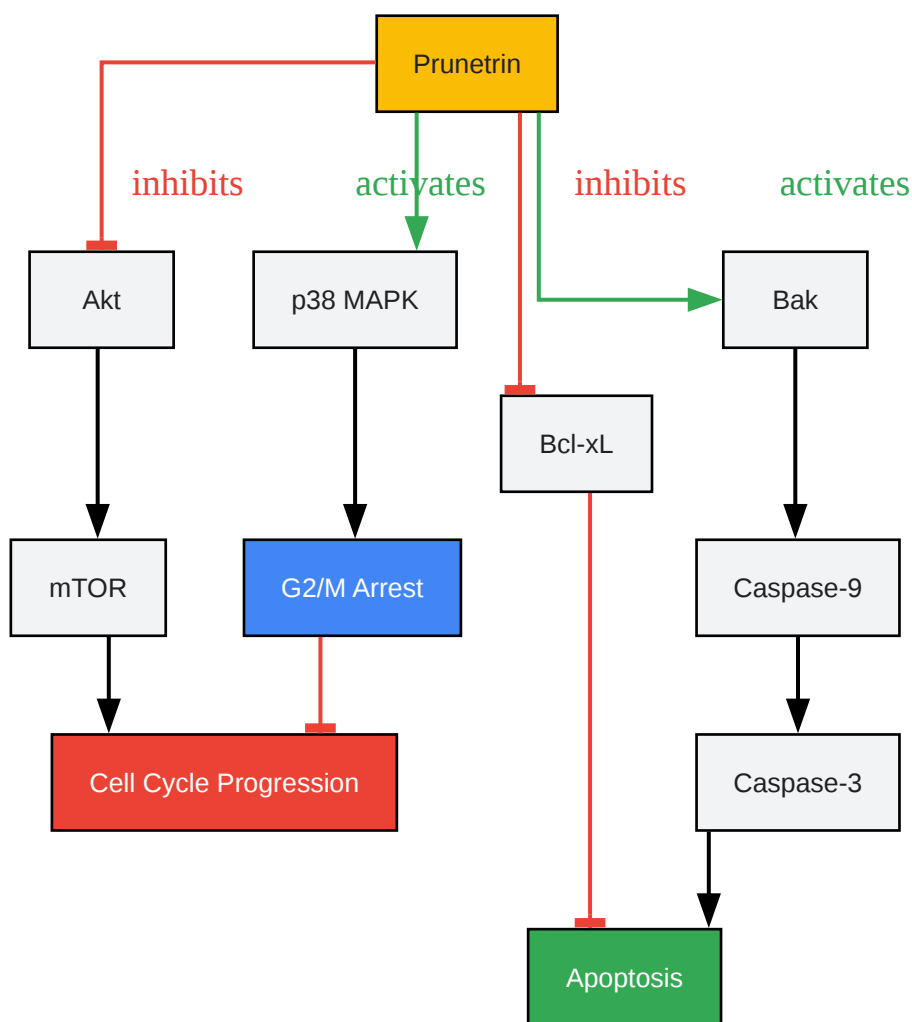 Prunetrin
inhibits
activates
inhibits
activates
Akt
p38 MAPK
Bak
Bcl-xL
mTOR
G2/M Arrest
Caspase-9
Cell Cycle Progression
Caspase-3
Apoptosis